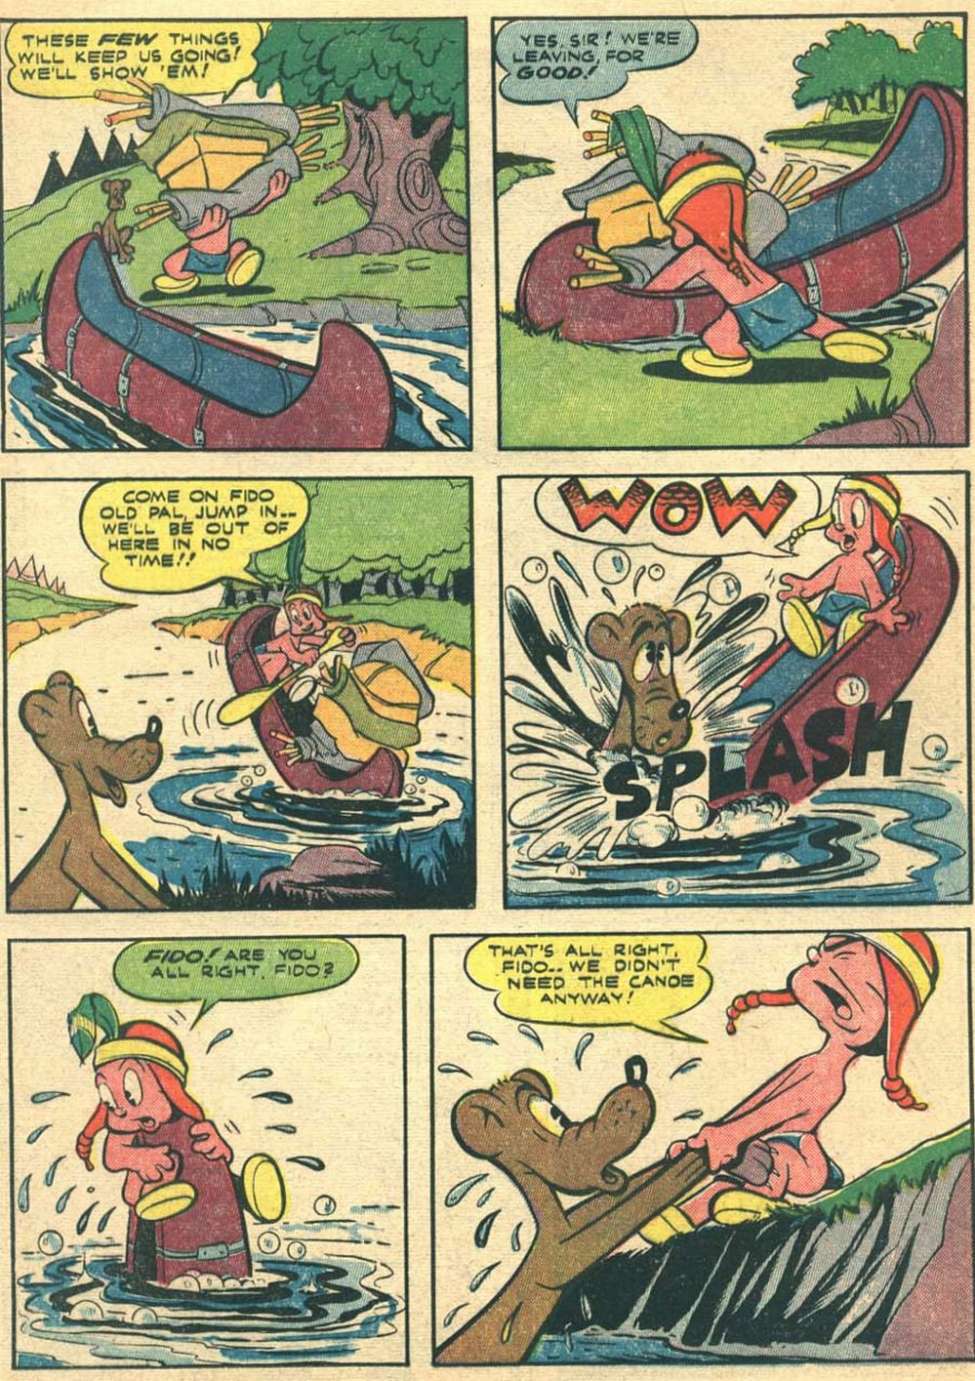 THESE FEW THINGS
WILL KEEP US GOING!
WE'LL SHOW 'EM!
YES, SIR! WE'RE
LEAVING, FOR
GOOD!
COME ON FIDO
OLD PAL, JUMP IN--
WE'LL BE OUT OF
HERE IN NO
TIME!!
WOW
SPLASH
FIDO! ARE YOU
ALL RIGHT, FIDO?
THAT'S ALL RIGHT,
FIDO-- WE DIDN'T
NEED THE CANOE
ANYWAY!